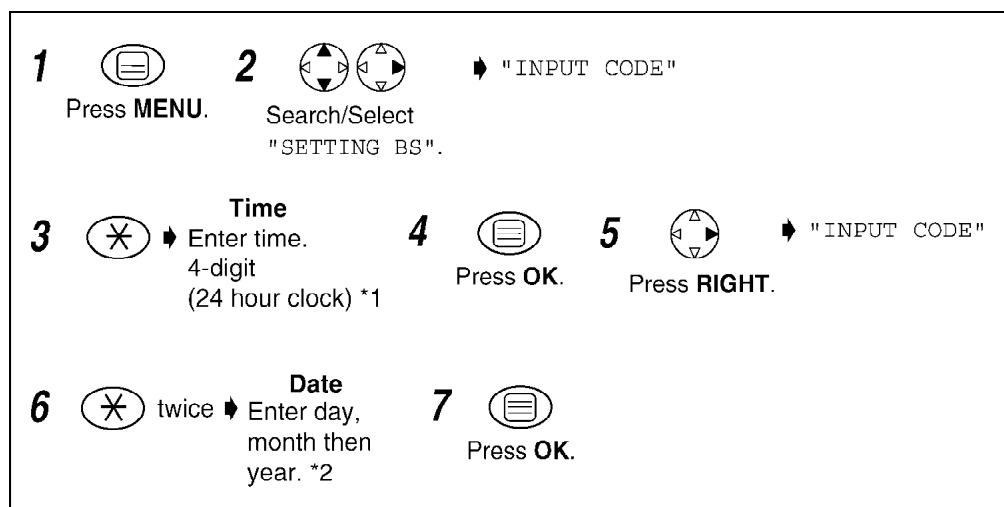 1
Press MENU.
2
Search/Select
"SETTING BS".
"INPUT CODE"
3
Time
Enter time.
4-digit
(24 hour clock) *1
4
Press OK.
5
Press RIGHT.
"INPUT CODE"
6
twice
Date
Enter day,
month then
year. *2
7
Press OK.